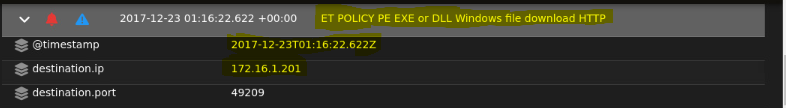 2017-12-23 01:16:22.622 +00:00 ET POLICY PE EXE or DLL Windows file download HTTP
@timestamp 2017-12-23T01:16:22.622Z
destination.ip 172.16.1.201
destination.port 49209